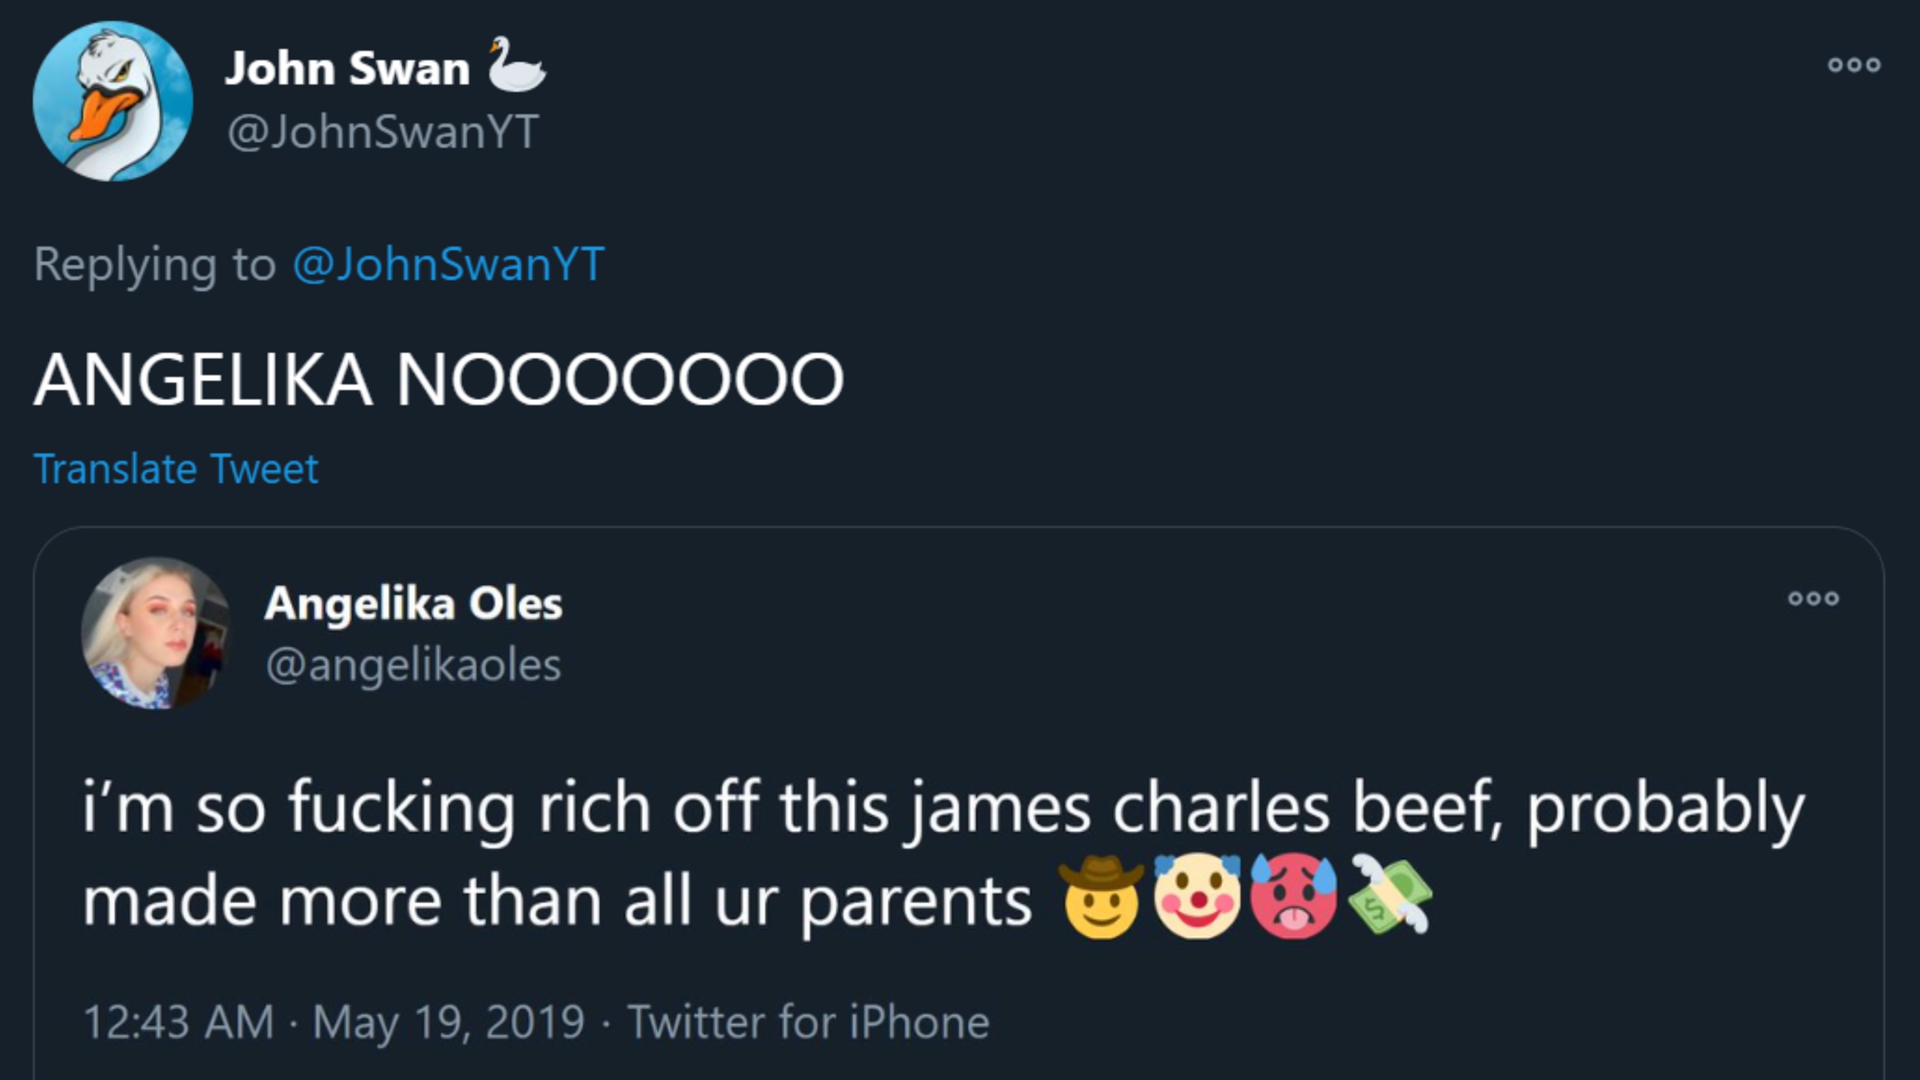 John Swan 🦢
@JohnSwanYT
Replying to @JohnSwanYT
ANGELIKA NOOOOOOO
Translate Tweet
Angelika Oles
@angelikaoles
i’m so fucking rich off this james charles beef, probably
made more than all ur parents 🤠🤡🥵💸
12:43 AM · May 19, 2019 · Twitter for iPhone